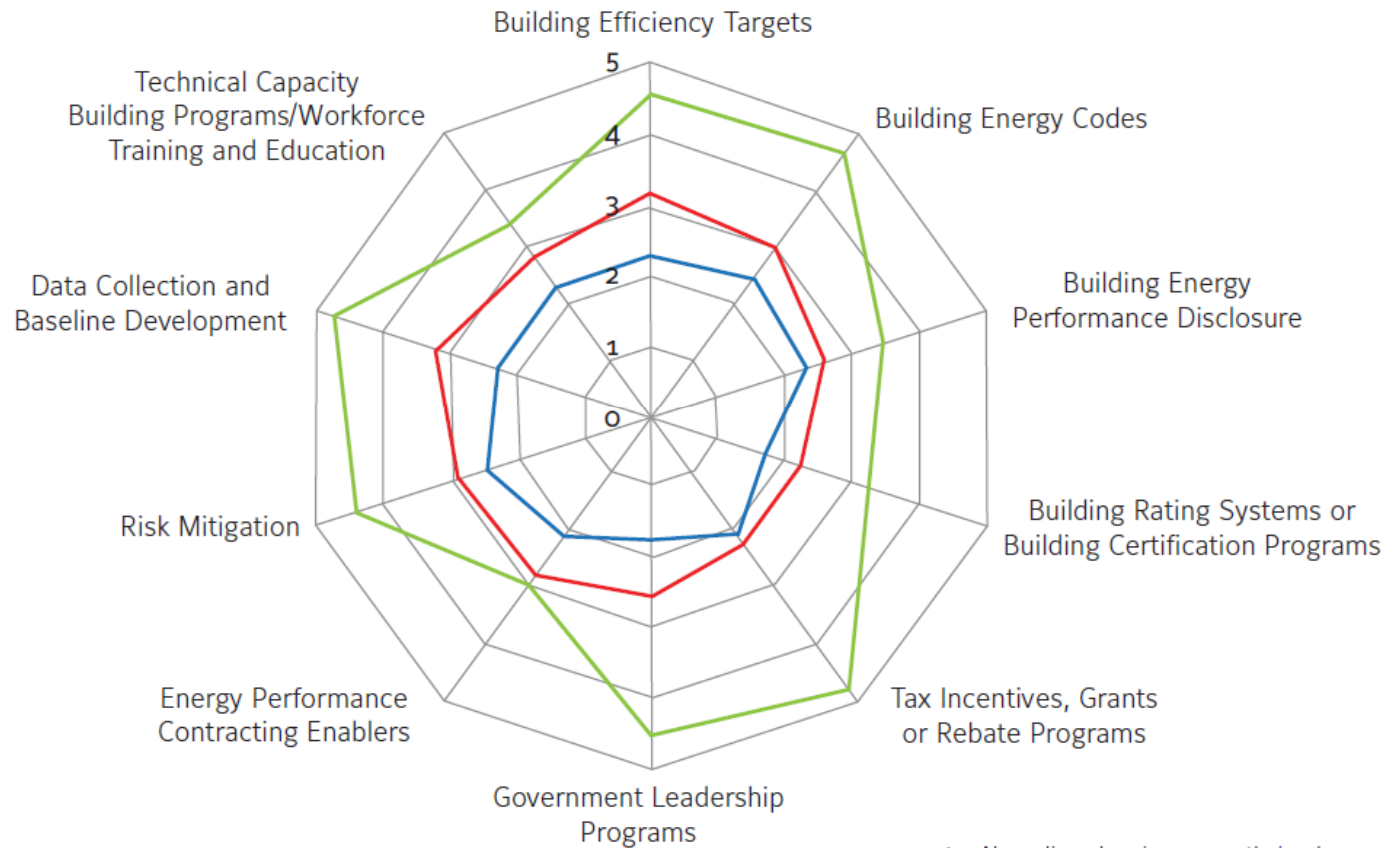 Building Efficiency Targets
5
Technical Capacity
Building Programs/Workforce
Training and Education
Building Energy Codes
4
3
Data Collection and
Baseline Development
Building Energy
Performance Disclosure
2
1
0
Risk Mitigation
Building Rating Systems or
Building Certification Programs
Energy Performance
Contracting Enablers
Tax Incentives, Grants
or Rebate Programs
Government Leadership
Programs